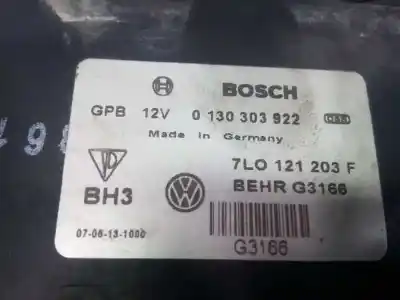 BOSCH
GPB 12V 0 130 303 922
Made in Germany
7LO 121 203 F
BH3
BEHR G3166
07-06-13-1000
G3166